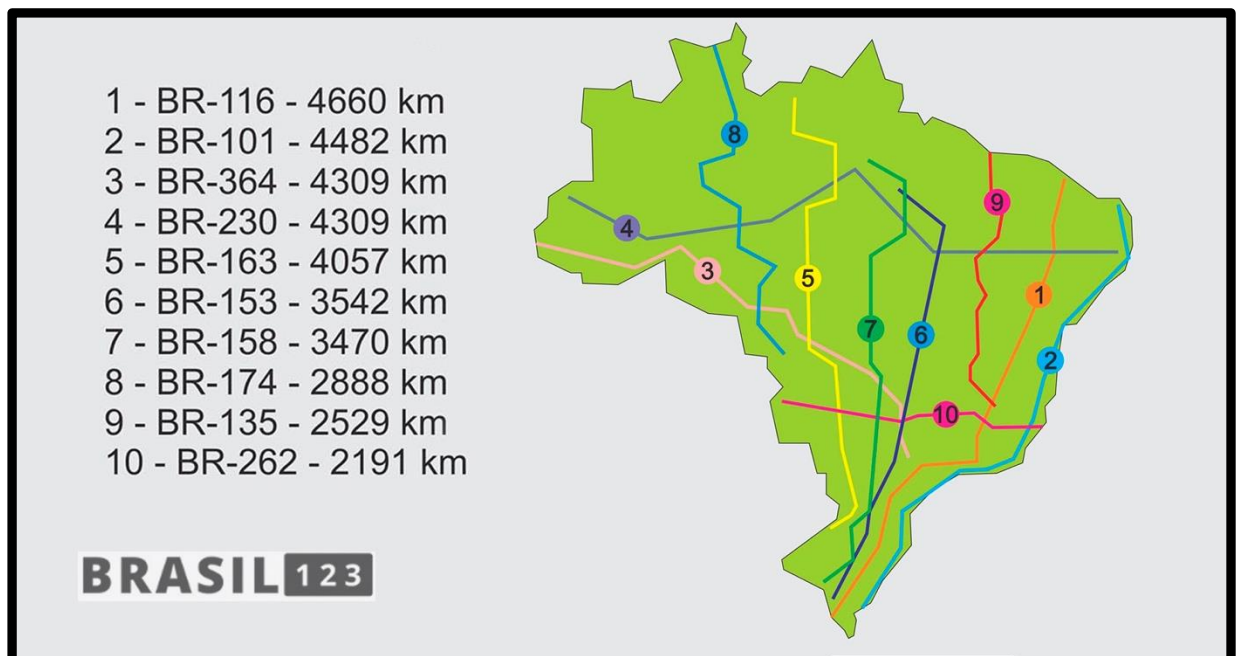 1 - BR-116 - 4660 km
2 - BR-101 - 4482 km
3 - BR-364 - 4309 km
4 - BR-230 - 4309 km
5 - BR-163 - 4057 km
6 - BR-153 - 3542 km
7 - BR-158 - 3470 km
8 - BR-174 - 2888 km
9 - BR-135 - 2529 km
10 - BR-262 - 2191 km
BRASIL 123
8
9
4
3
5
1
7
6
2
10